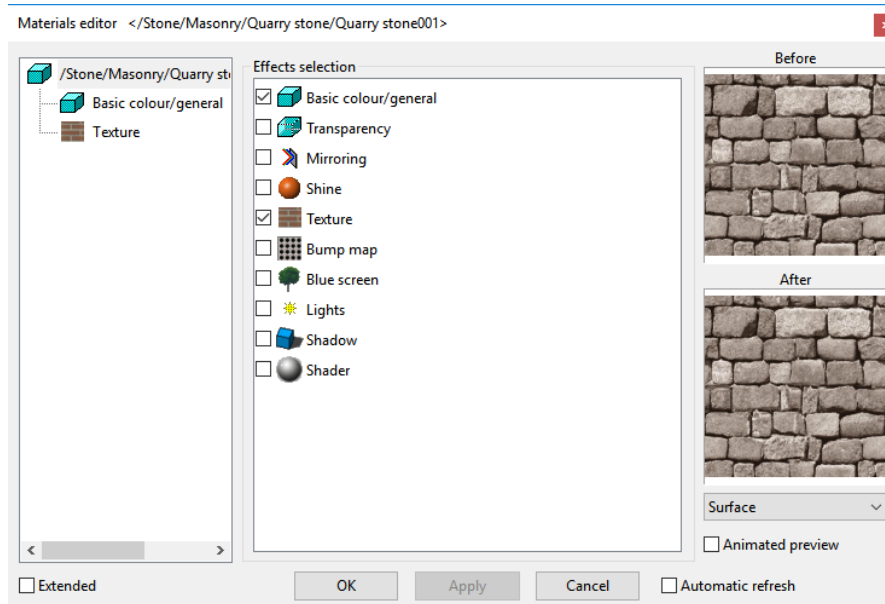 Materials editor </Stone/Masonry/Quarry stone/Quarry stone001>
/Stone/Masonry/Quarry sto
Basic colour/general
Texture
Effects selection
Basic colour/general
Transparency
Mirroring
Shine
Texture
Bump map
Blue screen
Lights
Shadow
Shader
Before
After
Surface
Animated preview
Extended
OK
Apply
Cancel
Automatic refresh